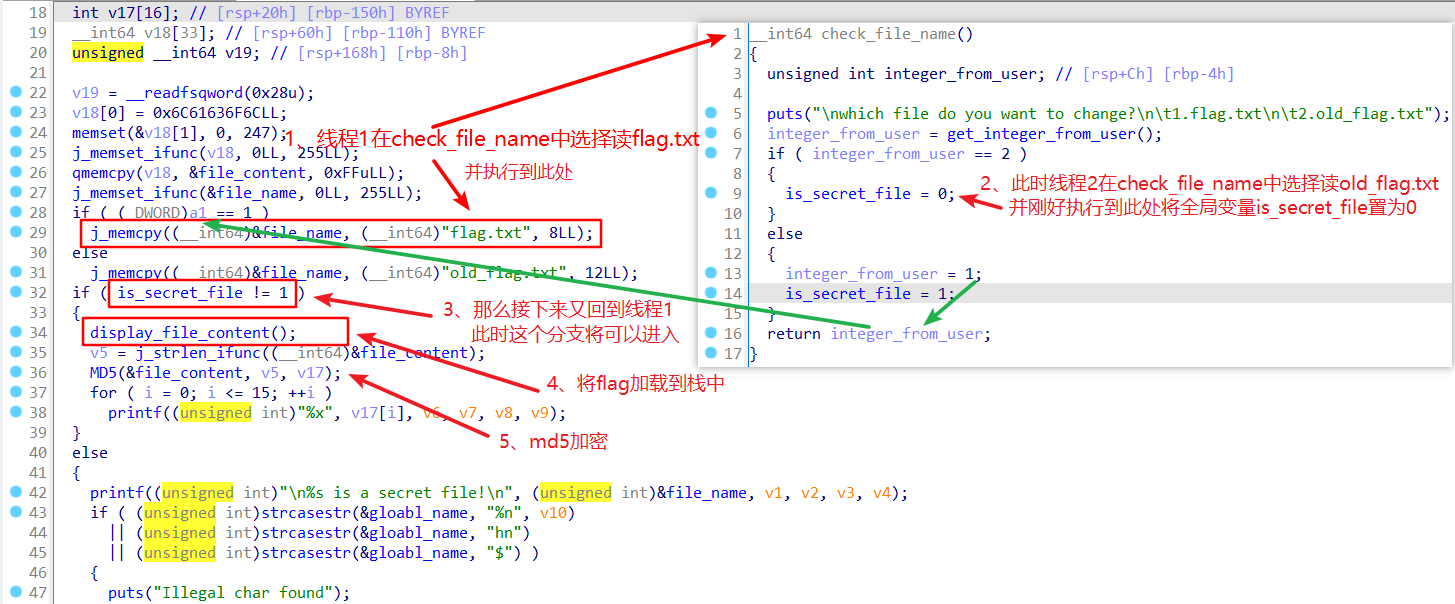 18 int v17[16]; // [rsp+20h] [rbp-150h] BYREF
19 __int64 v18[33]; // [rsp+60h] [rbp-110h] BYREF
20 unsigned __int64 v19; // [rsp+168h] [rbp-8h]
21
22 v19 = __readfsqword(0x28u);
23 v18[0] = 0x6C61636F6CLL;
24 memset(&v18[1], 0, 247);
25 j_memset_ifunc(v18, 0LL, 255LL);
26 qmemcpy(v18, &file_content, 0xFFuLL);
27 j_memset_ifunc(&file_name, 0LL, 255LL);
28 if ( (_DWORD)a1 == 1 )
29 j_memcpy((__int64)&file_name, (__int64)"flag.txt", 8LL);
30 else
31 j_memcpy((__int64)&file_name, (__int64)"old_flag.txt", 12LL);
32 if ( is_secret_file != 1 )
33 {
34 display_file_content();
35 v5 = j_strlen_ifunc((__int64)&file_content);
36 MD5(&file_content, v5, v17);
37 for ( i = 0; i <= 15; ++i )
38 printf((unsigned int)"%x", v17[i], v6, v7, v8, v9);
39 }
40 else
41 {
42 printf((unsigned int)"\n%s is a secret file!\n", (unsigned int)&file_name, v1, v2, v3, v4);
43 if ( (unsigned int)strcasestr(&gloabl_name, "%n", v10)
44 || (unsigned int)strcasestr(&gloabl_name, "hn")
45 || (unsigned int)strcasestr(&gloabl_name, "$") )
46 {
47 puts("Illegal char found");
1 __int64 check_file_name()
2 {
3 unsigned int integer_from_user; // [rsp+Ch] [rbp-4h]
4
5 puts("\nwhich file do you want to change?\n\t1.flag.txt\n\t2.old_flag.txt");
6 integer_from_user = get_integer_from_user();
7 if ( integer_from_user == 2 )
8 {
9 is_secret_file = 0;
10 }
11 else
12 {
13 integer_from_user = 1;
14 is_secret_file = 1;
15 }
16 return integer_from_user;
17 }
1、线程1在check_file_name中选择读flag.txt
并执行到此处
2、此时线程2在check_file_name中选择读old_flag.txt
并刚好执行到此处将全局变量is_secret_file置为0
3、那么接下来又回到线程1
此时这个分支将可以进入
4、将flag加载到栈中
5、md5加密